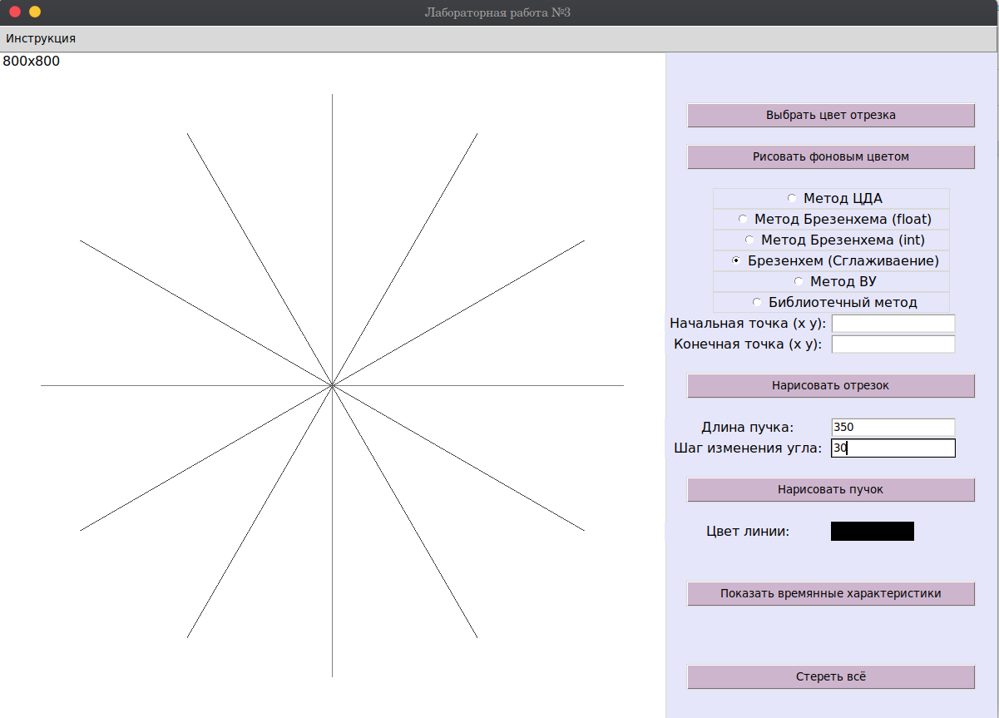 Лабораторная работа №3
Инструкция
800x800
Выбрать цвет отрезка
Рисовать фоновым цветом
Метод ЦДА
Метод Брезенхема (float)
Метод Брезенхема (int)
Брезенхем (Сглаживаение)
Метод ВУ
Библиотечный метод
Начальная точка (x y):
Конечная точка (x y):
Нарисовать отрезок
Длина пучка: 350
Шаг изменения угла: 30
Нарисовать пучок
Цвет линии:
Показать времянные характеристики
Стереть всё